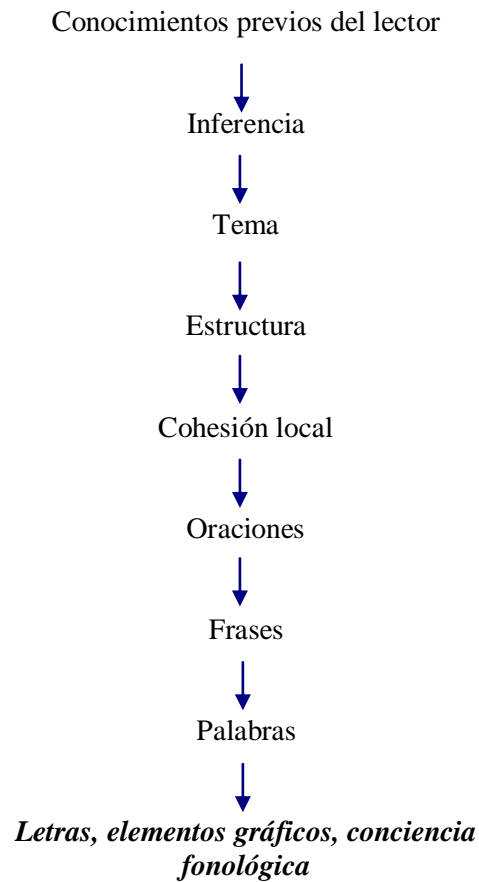 Conocimientos previos del lector
Inferencia
Tema
Estructura
Cohesión local
Oraciones
Frases
Palabras
Letras, elementos gráficos, conciencia
fonológica